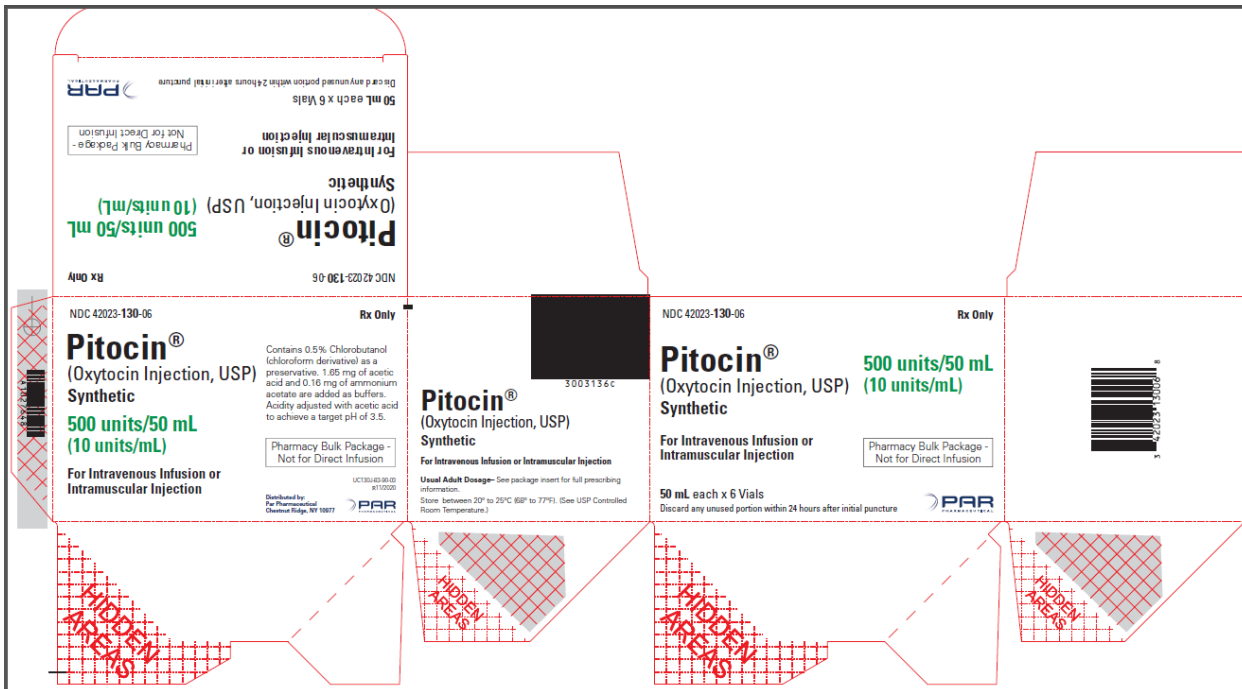 Discard any unused portion within 24 hours after initial puncture
PAR
PHARMACEUTICAL
50 mL each x 6 Vials
Pharmacy Bulk Package -
Not for Direct Infusion
For Intravenous Infusion or
Intramuscular Injection
Synthetic
(Oxytocin Injection, USP)
(10 units/mL)
Pitocin®
500 units/50 mL
NDC 42023-130-06
Rx Only
NDC 42023-130-06
Rx Only
Pitocin®
(Oxytocin Injection, USP)
Synthetic
500 units/50 mL
(10 units/mL)
For Intravenous Infusion or
Intramuscular Injection
Contains 0.5% Chlorobutanol
(chloroform derivative) as a
preservative. 1.65 mg of acetic
acid and 0.16 mg of ammonium
acetate are added as buffers.
Acidity adjusted with acetic acid
to achieve a target pH of 3.5.
Pharmacy Bulk Package -
Not for Direct Infusion
Distributed by:
Par Pharmaceutical
Chestnut Ridge, NY 10977
PAR
PHARMACEUTICAL
3003136c
Pitocin®
(Oxytocin Injection, USP)
Synthetic
For Intravenous Infusion or Intramuscular Injection
Usual Adult Dosage– See package insert for full prescribing
information.
Store between 20° to 25°C (68° to 77°F). (See USP Controlled
Room Temperature.)
NDC 42023-130-06
Rx Only
Pitocin®
(Oxytocin Injection, USP)
Synthetic
500 units/50 mL
(10 units/mL)
For Intravenous Infusion or
Intramuscular Injection
Pharmacy Bulk Package -
Not for Direct Infusion
50 mL each x 6 Vials
Discard any unused portion within 24 hours after initial puncture
PAR
PHARMACEUTICAL
3 42023 13006 8
HIDDEN
AREAS
HIDDEN
AREAS
HIDDEN
AREAS
HIDDEN
AREAS